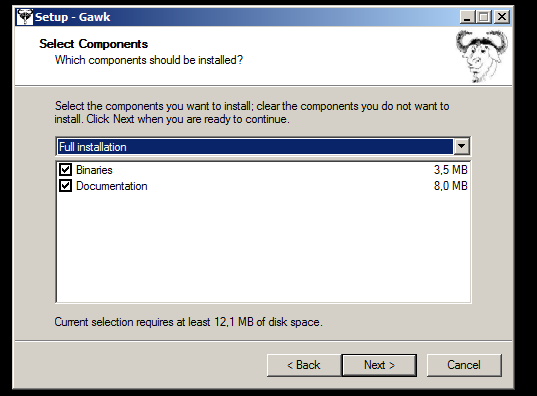 Setup - Gawk
Select Components
Which components should be installed?
Select the components you want to install; clear the components you do not want to
install. Click Next when you are ready to continue.
Full installation
Binaries 3,5 MB
Documentation 8,0 MB
Current selection requires at least 12,1 MB of disk space.
< Back Next > Cancel